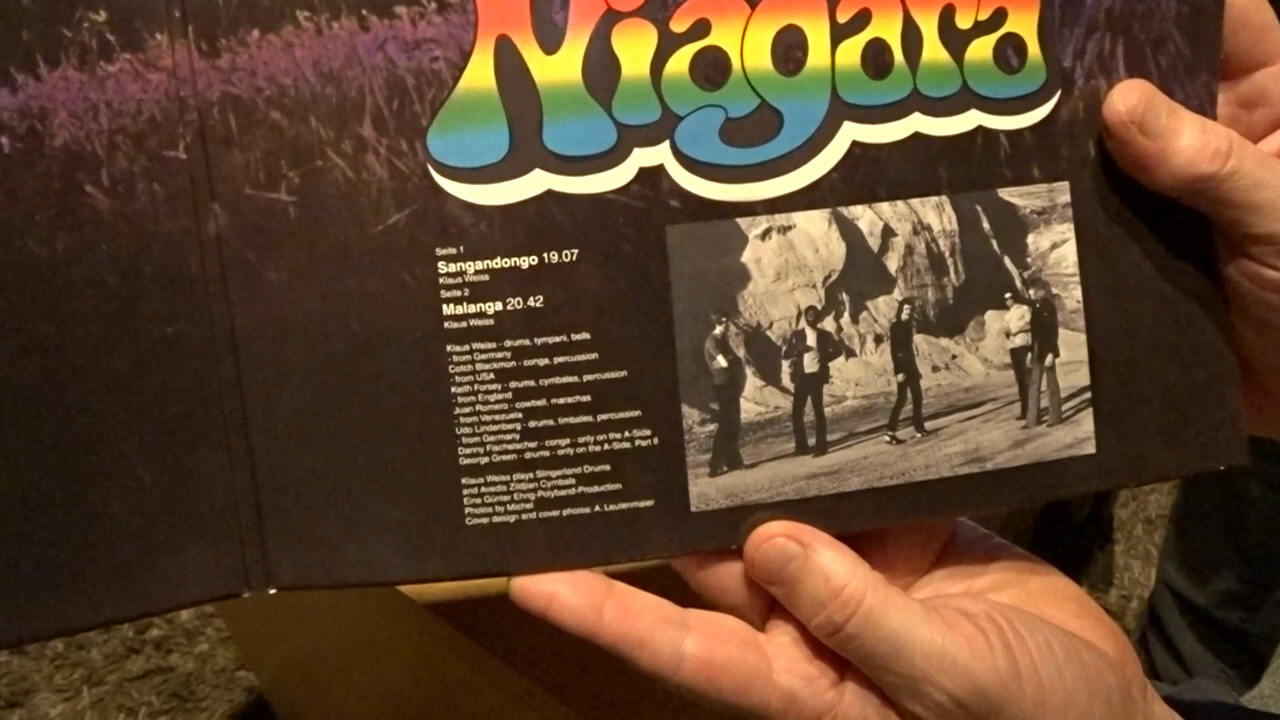 Niagara
Seite 1
Sangandongo 19.07
Klaus Weiss
Seite 2
Malanga 20.42
Klaus Weiss
Klaus Weiss - drums, tympani, bells
- from Germany
Cotch Blackmon - conga, percussion
- from USA
Keith Forsey - drums, cymbales, percussion
- from England
Juan Romero - cowbell, marachas
- from Venezuela
Udo Lindenberg - drums, timbales, percussion
- from Germany
Danny Fischelscher - conga - only on the A-Side
George Green - drums - only on the A-Side, Part II
Klaus Weiss plays Slingerland Drums
and Avedis Zildjian Cymbals
Eine Günter Ehrig-Polyband-Production
Photos by Michel
Cover design and cover photos: A. Leutenmaier